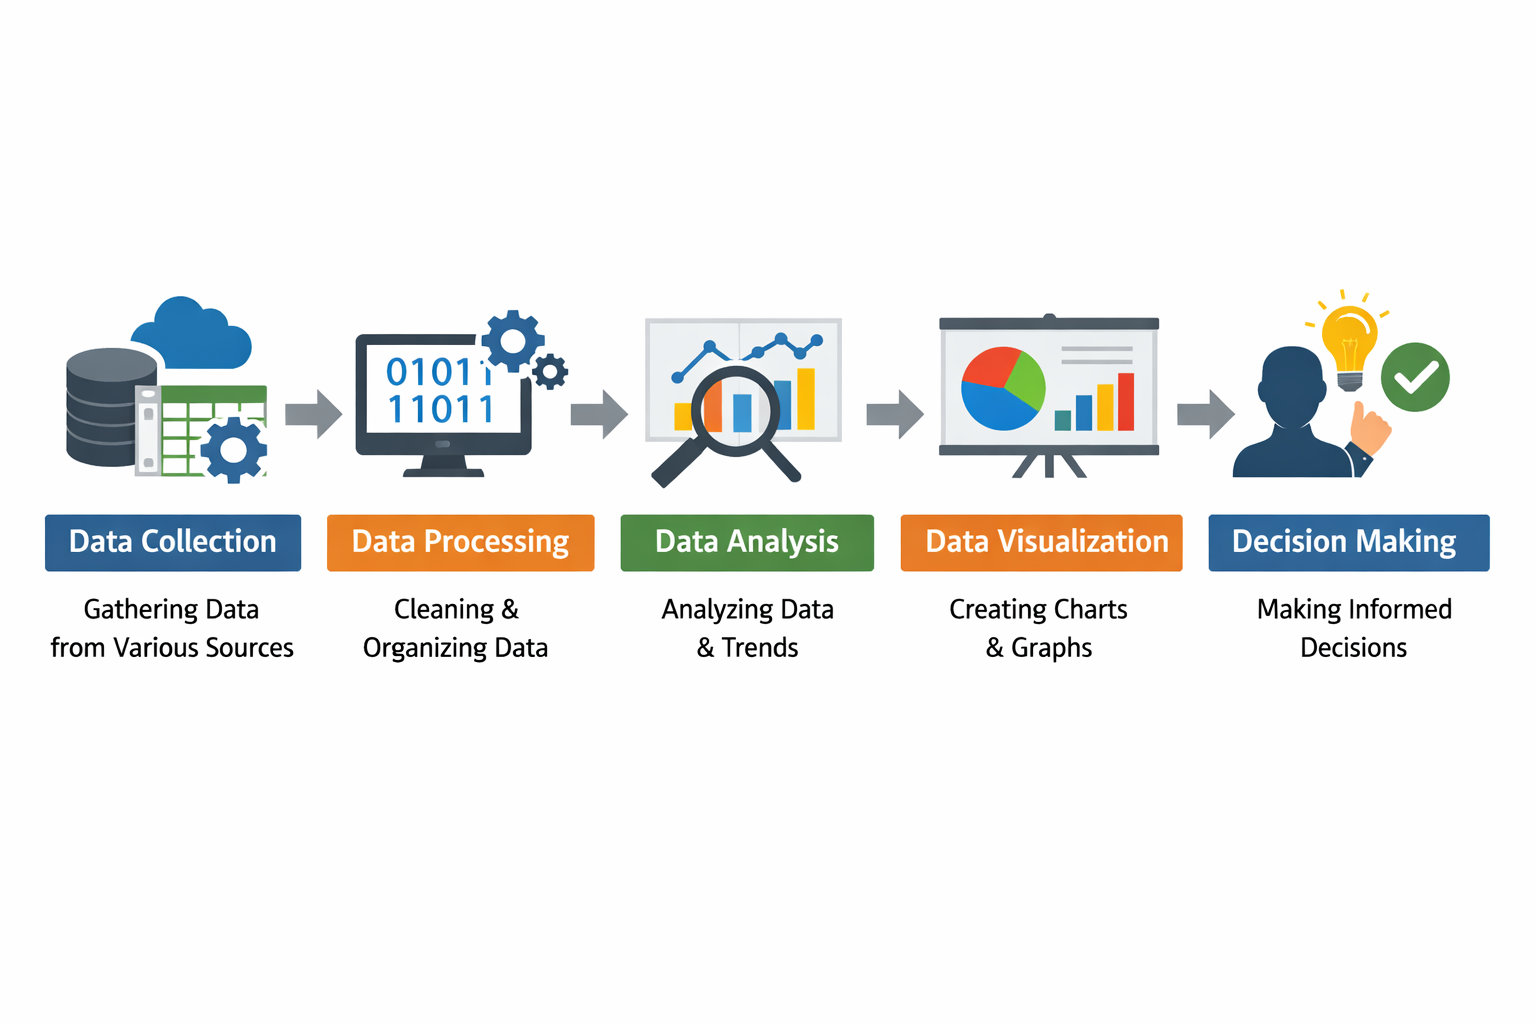 01011
11011
Data Collection
Gathering Data
from Various Sources
Data Processing
Cleaning &
Organizing Data
Data Analysis
Analyzing Data
& Trends
Data Visualization
Creating Charts
& Graphs
Decision Making
Making Informed
Decisions